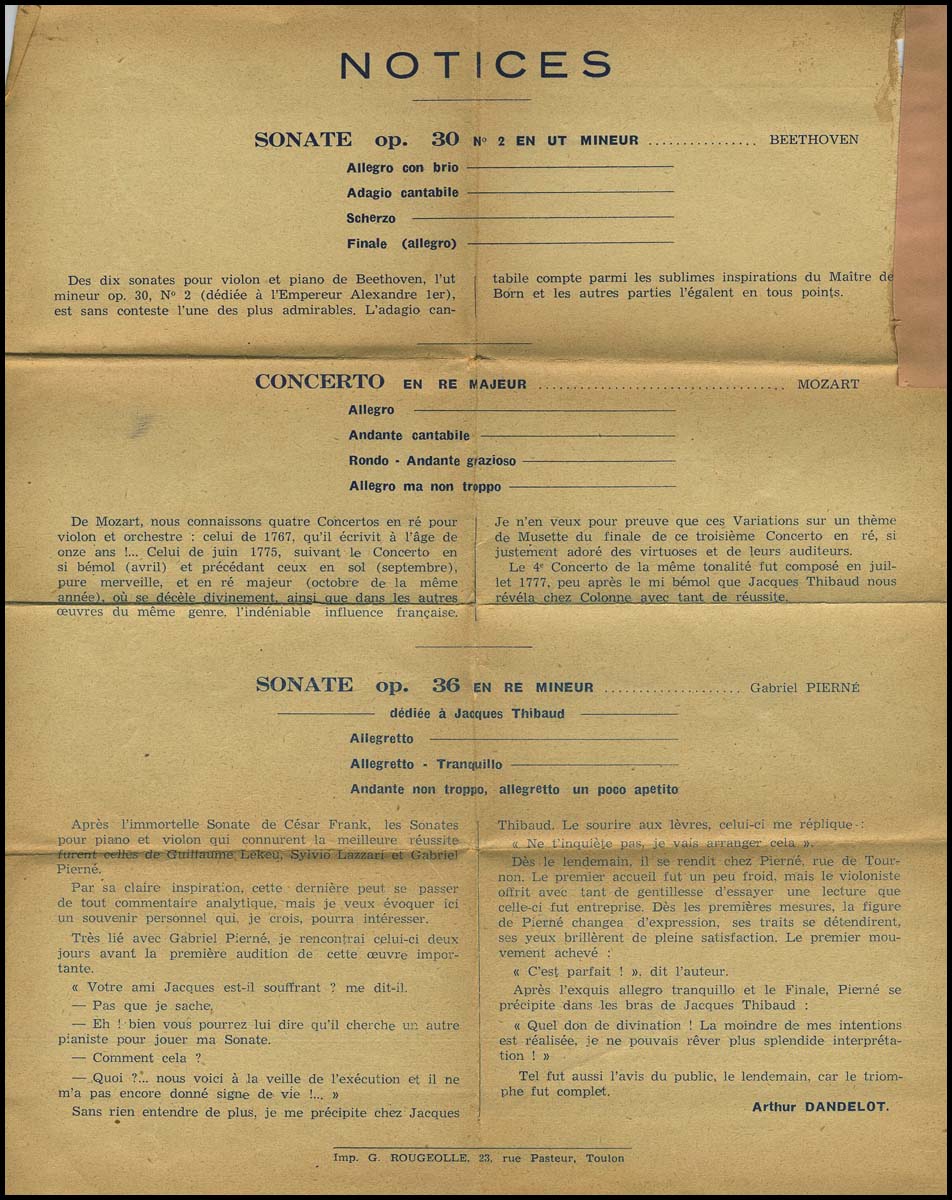 NOTICES
SONATE op. 30 Nº 2 EN UT MINEUR ................ BEETHOVEN
Allegro con brio
Adagio cantabile
Scherzo
Finale (allegro)
Des dix sonates pour violon et piano de Beethoven, l'ut
mineur op. 30, Nº 2 (dédiée à l'Empereur Alexandre 1er),
est sans conteste l'une des plus admirables. L'adagio can-
tabile compte parmi les sublimes inspirations du Maître de
Born et les autres parties l'égalent en tous points.
CONCERTO EN RE MAJEUR ................................... MOZART
Allegro
Andante cantabile
Rondo - Andante grazioso
Allegro ma non troppo
De Mozart, nous connaissons quatre Concertos en ré pour
violon et orchestre : celui de 1767, qu'il écrivit à l'âge de
onze ans !... Celui de juin 1775, suivant le Concerto en
si bémol (avril) et précédant ceux en sol (septembre),
pure merveille, et en ré majeur (octobre de la même
année), où se décèle divinement, ainsi que dans les autres
œuvres du même genre, l'indéniable influence française.
Je n'en veux pour preuve que ces Variations sur un thème
de Musette du finale de ce troisième Concerto en ré, si
justement adoré des virtuoses et de leurs auditeurs.
Le 4e Concerto de la même tonalité fut composé en juil-
let 1777, peu après le mi bémol que Jacques Thibaud nous
révéla chez Colonne avec tant de réussite.
SONATE op. 36 EN RE MINEUR .................... Gabriel PIERNÉ
dédiée à Jacques Thibaud
Allegretto
Allegretto - Tranquillo
Andante non troppo, allegretto un poco apetito
Après l'immortelle Sonate de César Frank, les Sonates
pour piano et violon qui connurent la meilleure réussite
furent celles de Guillaume Lekeu, Sylvio Lazzari et Gabriel
Pierné.
Par sa claire inspiration, cette dernière peut se passer
de tout commentaire analytique, mais je veux évoquer ici
un souvenir personnel qui, je crois, pourra intéresser.
Très lié avec Gabriel Pierné, je rencontrai celui-ci deux
jours avant la première audition de cette œuvre impor-
tante.
« Votre ami Jacques est-il souffrant ? me dit-il.
— Pas que je sache,
— Eh ! bien vous pourrez lui dire qu'il cherche un autre
pianiste pour jouer ma Sonate.
— Comment cela ?
— Quoi ?... nous voici à la veille de l'exécution et il ne
m'a pas encore donné signe de vie !... »
Sans rien entendre de plus, je me précipite chez Jacques
Thibaud. Le sourire aux lèvres, celui-ci me réplique :
« Ne t'inquiète pas, je vais arranger cela ».
Dès le lendemain, il se rendit chez Pierné, rue de Tour-
non. Le premier accueil fut un peu froid, mais le violoniste
offrit avec tant de gentillesse d'essayer une lecture que
celle-ci fut entreprise. Dès les premières mesures, la figure
de Pierné changea d'expression, ses traits se détendirent,
ses yeux brillèrent de pleine satisfaction. Le premier mou-
vement achevé :
« C'est parfait ! », dit l'auteur.
Après l'exquis allegro tranquillo et le Finale, Pierné se
précipite dans les bras de Jacques Thibaud :
« Quel don de divination ! La moindre de mes intentions
est réalisée, je ne pouvais rêver plus splendide interpréta-
tion ! »
Tel fut aussi l'avis du public, le lendemain, car le triom-
phe fut complet.
Arthur DANDELOT.
Imp. G. ROUGEOLLE, 23, rue Pasteur, Toulon